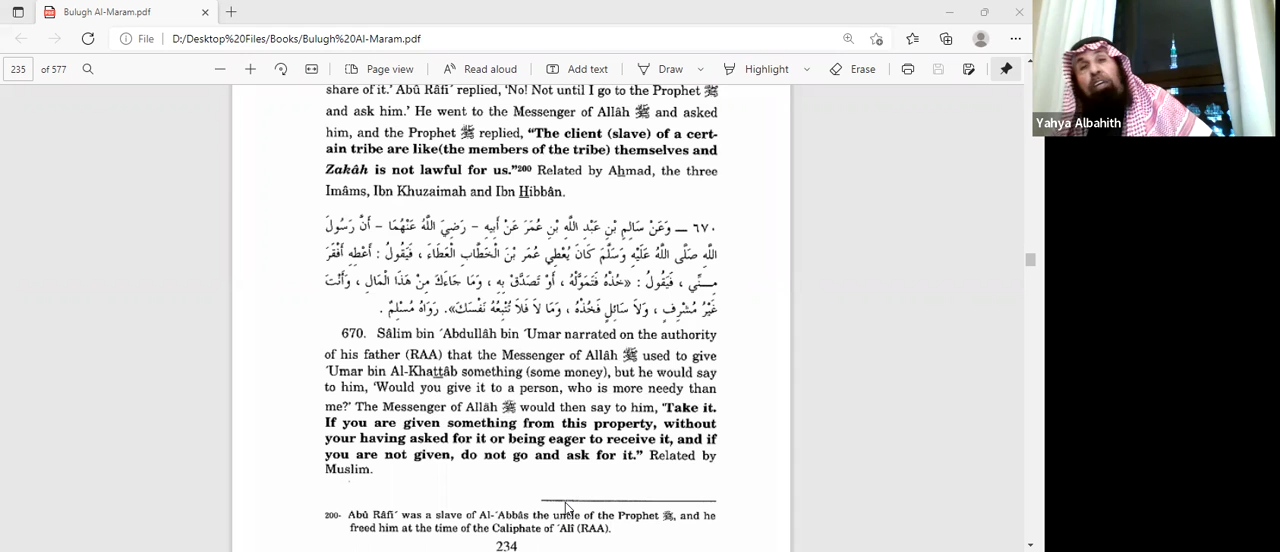 Bulugh Al-Maram.pdf
File
D:/Desktop%20Files/Books/Bulugh%20Al-Maram.pdf
235 of 577
Page view
Read aloud
Add text
Draw
Highlight
Erase
Yahya Albahith
share of it.' Abû Râfi' replied, 'No! Not until I go to the Prophet ﷺ
and ask him.' He went to the Messenger of Allâh ﷺ and asked
him, and the Prophet ﷺ replied, "The client (slave) of a cert-
ain tribe are like(the members of the tribe) themselves and
Zakâh is not lawful for us."200 Related by Ahmad, the three
Imâms, Ibn Khuzaimah and Ibn Hibbân.
٦٧٠ ــ وَعَنْ سَالِمِ بْنِ عَبْدِ اللَّهِ بْنِ عُمَرَ عَنْ أَبِيهِ - رَضِيَ اللَّهُ عَنْهُمَا - أَنَّ رَسُولَ
اللَّهِ صَلَّى اللَّهُ عَلَيْهِ وَسَلَّمَ كَانَ يُعْطِي عُمَرَ بْنَ الْخَطَّابِ الْعَطَاءَ ، فَيَقُولُ : أَعْطِهِ أَفْقَرَ
مِــنِّي ، فَيَقُولُ : «خُذْهُ فَتَمَوَّلْهُ ، أَوْ تَصَدَّقْ بِهِ ، وَمَا جَاءَكَ مِنْ هَذَا الْمَالِ ، وَأَنْتَ
غَيْرُ مُشْرِفٍ ، وَلَا سَائِلٍ فَخُذْهُ ، وَمَا لَا فَلَا تُتْبِعْهُ نَفْسَكَ». رَوَاهُ مُسْلِمٌ .
670. Sâlim bin 'Abdullâh bin 'Umar narrated on the authority
of his father (RAA) that the Messenger of Allâh ﷺ used to give
'Umar bin Al-Khattâb something (some money), but he would say
to him, 'Would you give it to a person, who is more needy than
me?' The Messenger of Allâh ﷺ would then say to him, 'Take it.
If you are given something from this property, without
your having asked for it or being eager to receive it, and if
you are not given, do not go and ask for it." Related by
Muslim.
200- Abû Râfi' was a slave of Al-'Abbâs the uncle of the Prophet ﷺ, and he
freed him at the time of the Caliphate of 'Alî (RAA).
234